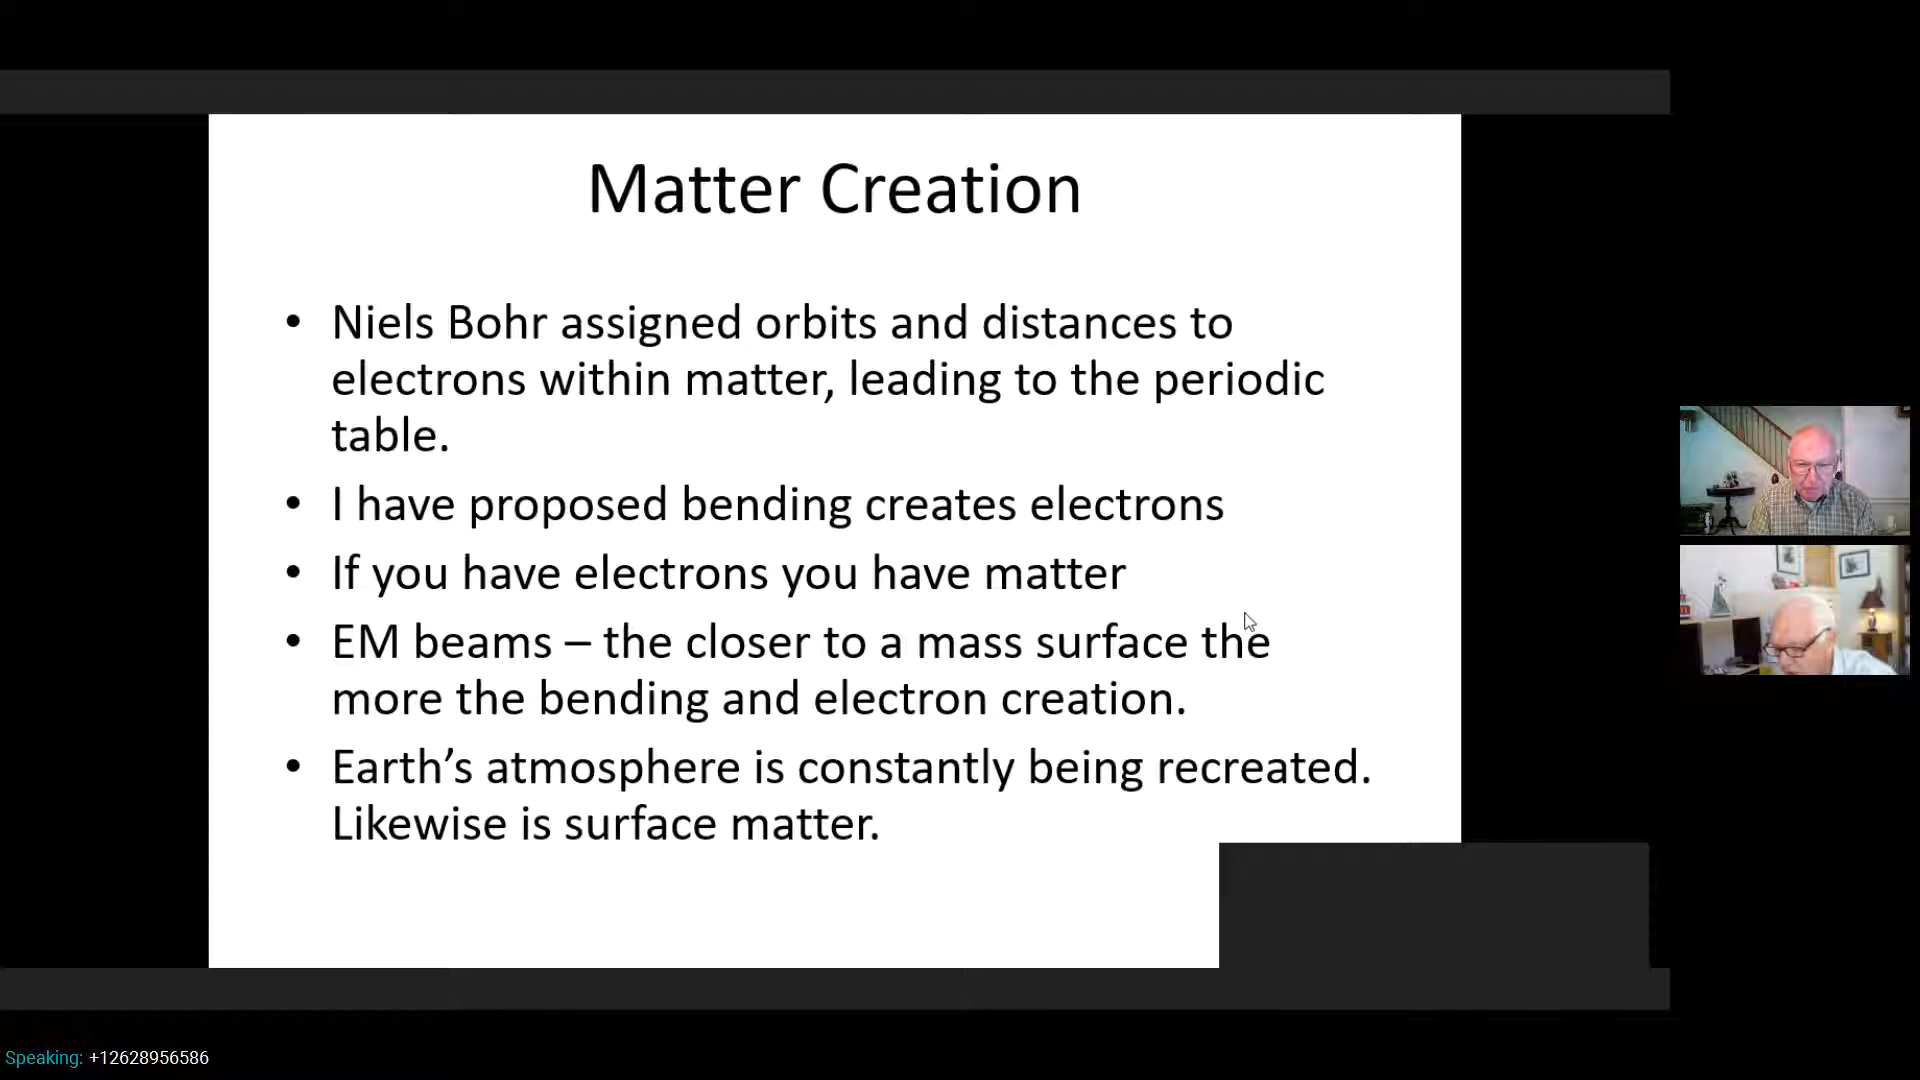 Matter Creation
• Niels Bohr assigned orbits and distances to
electrons within matter, leading to the periodic
table.
• I have proposed bending creates electrons
• If you have electrons you have matter
• EM beams – the closer to a mass surface the
more the bending and electron creation.
• Earth’s atmosphere is constantly being recreated.
Likewise is surface matter.
Speaking: +12628956586